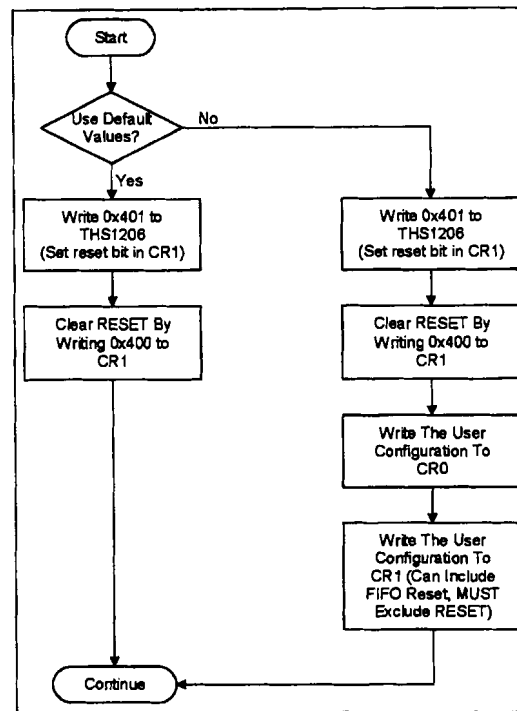 Start
Use Default
Values?
No
Yes
Write 0x401 to
THS1206
(Set reset bit in CR1)
Clear RESET By
Writing 0x400 to
CR1
Write 0x401 to
THS1206
(Set reset bit in CR1)
Clear RESET By
Writing 0x400 to
CR1
Write The User
Configuration To
CR0
Write The User
Configuration To
CR1 (Can Include
FIFO Reset, MUST
Exclude RESET)
Continue